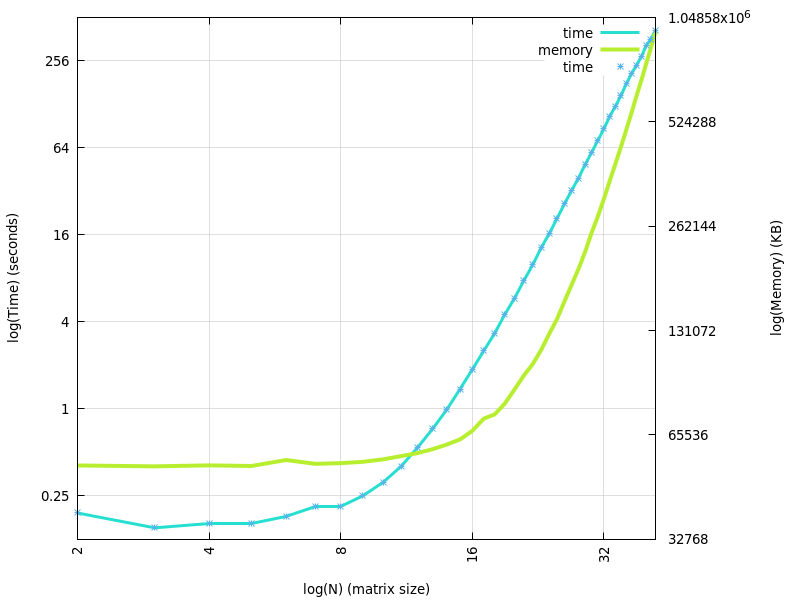 1.04858x10^6
time
memory
time
256
64
16
4
1
0.25
524288
262144
131072
65536
32768
2
4
8
16
32
log(Time) (seconds)
log(Memory) (KB)
log(N) (matrix size)